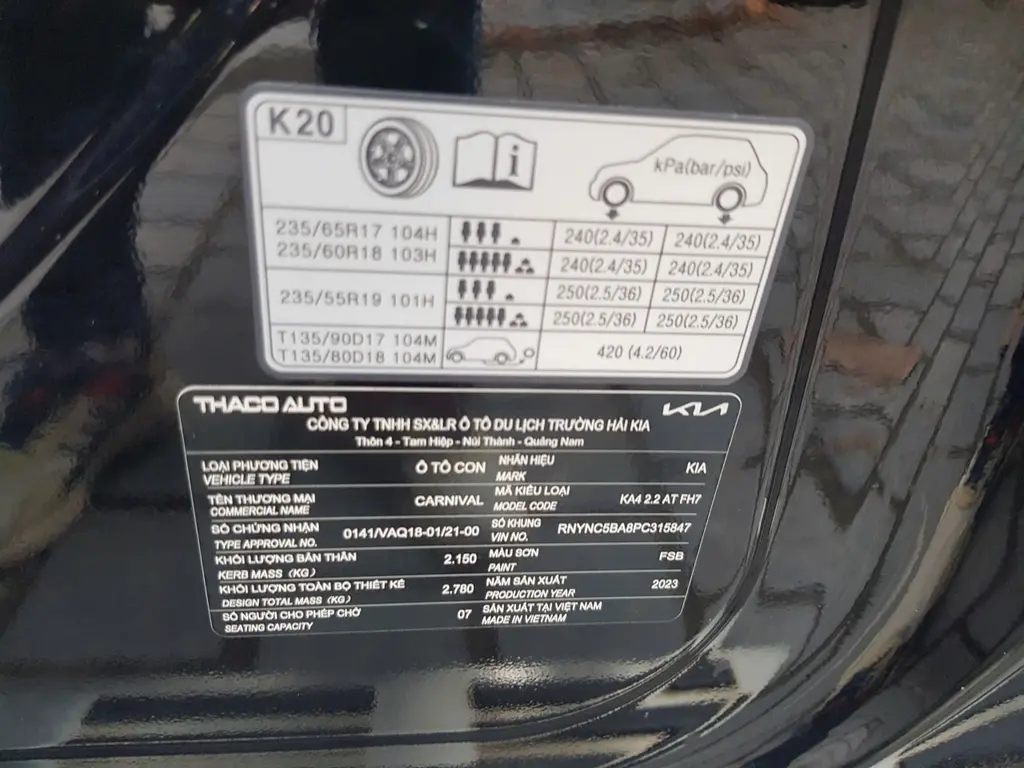 K20
i
kPa(bar/psi)
235/65R17 104H 240(2.4/35) 240(2.4/35)
235/60R18 103H 240(2.4/35) 240(2.4/35)
235/55R19 101H 250(2.5/36) 250(2.5/36)
250(2.5/36) 250(2.5/36)
T135/90D17 104M 420 (4.2/60)
T135/80D18 104M
THACO AUTO KIA
CÔNG TY TNHH SX&LR Ô TÔ DU LỊCH TRƯỜNG HẢI KIA
Thôn 4 - Tam Hiệp - Núi Thành - Quảng Nam
LOẠI PHƯƠNG TIỆN Ô TÔ CON NHÃN HIỆU KIA
VEHICLE TYPE MARK
TÊN THƯƠNG MẠI CARNIVAL MÃ KIỂU LOẠI KA4 2.2 AT FH7
COMMERCIAL NAME MODEL CODE
SỐ CHỨNG NHẬN 0141/VAQ18-01/21-00 SỐ KHUNG RNYNC5BA8PC315847
TYPE APPROVAL NO. VIN NO.
KHỐI LƯỢNG BẢN THÂN 2.150 MÀU SƠN FSB
KERB MASS (KG) PAINT
KHỐI LƯỢNG TOÀN BỘ THIẾT KẾ 2.780 NĂM SẢN XUẤT 2023
DESIGN TOTAL MASS (KG) PRODUCTION YEAR
SỐ NGƯỜI CHO PHÉP CHỞ 07 SẢN XUẤT TẠI VIỆT NAM
SEATING CAPACITY MADE IN VIETNAM